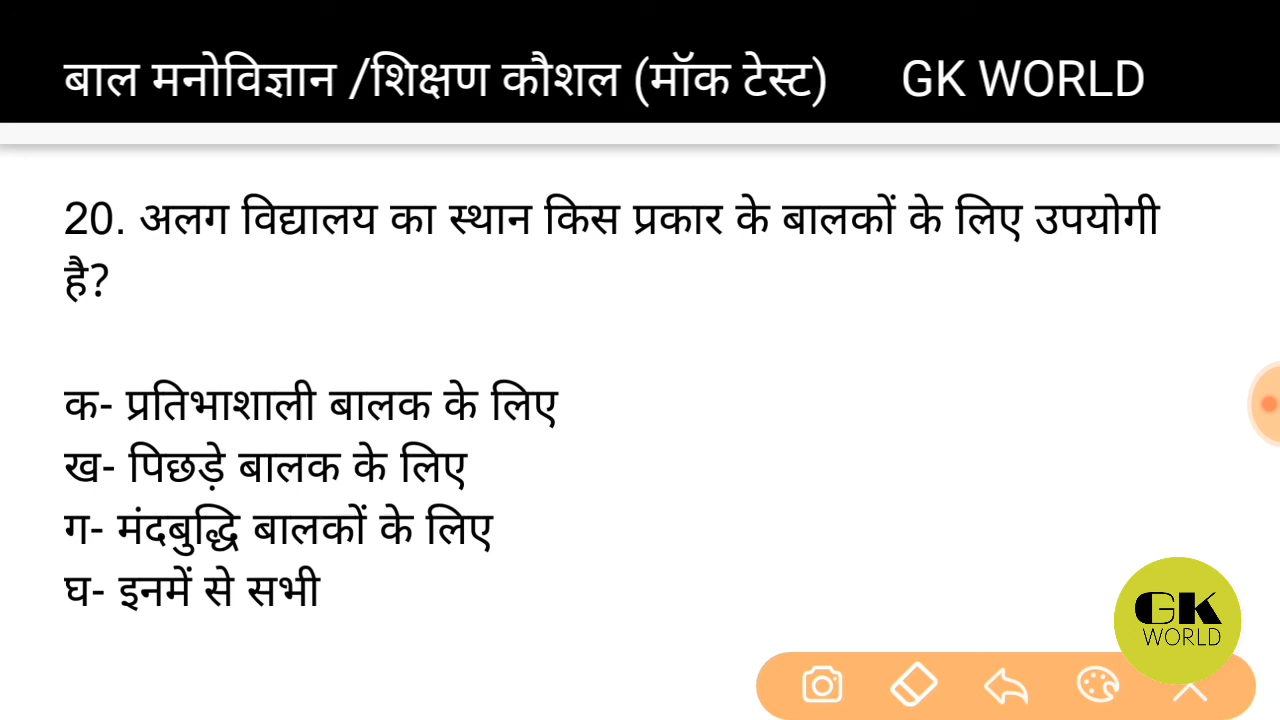 बाल मनोविज्ञान /शिक्षण कौशल (मॉक टेस्ट) GK WORLD
20. अलग विद्यालय का स्थान किस प्रकार के बालकों के लिए उपयोगी
है?
क- प्रतिभाशाली बालक के लिए
ख- पिछड़े बालक के लिए
ग- मंदबुद्धि बालकों के लिए
घ- इनमें से सभी
GK
WORLD